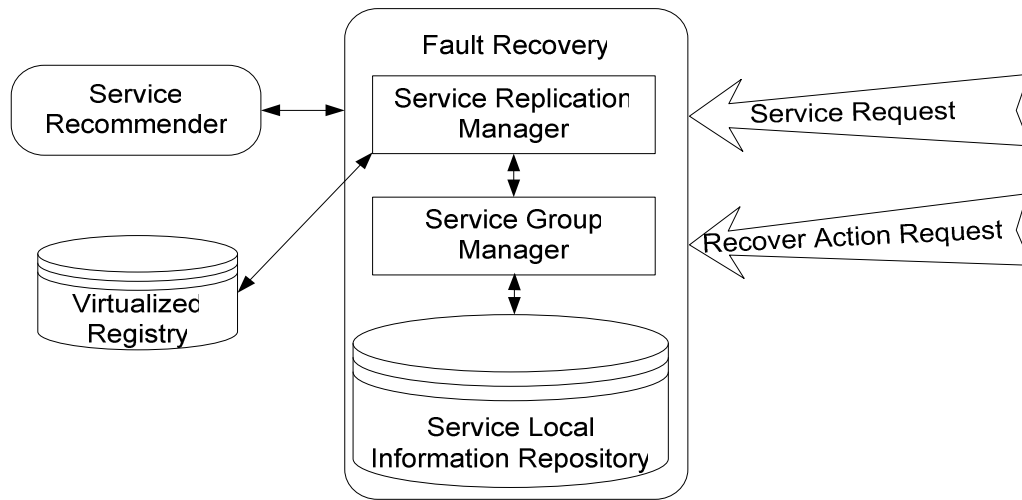 Fault Recovery
Service
Recommender
Service Replication
Manager
Service Request
Service Group
Manager
Recover Action Request
Virtualized
Registry
Service Local
Information Repository